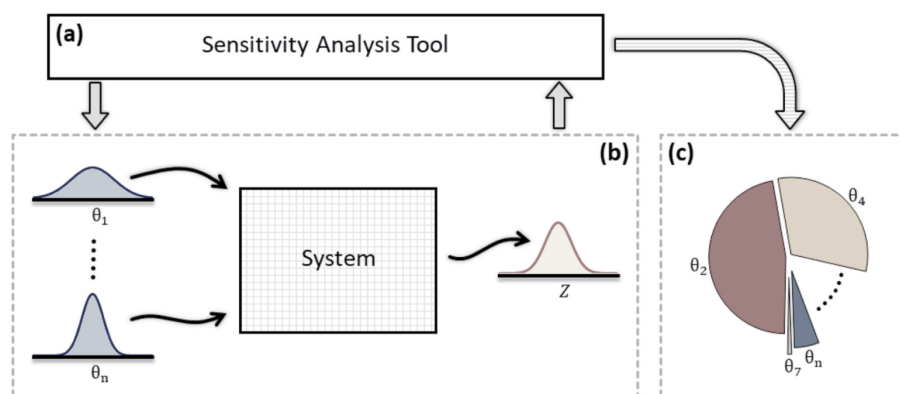 (a)
Sensitivity Analysis Tool
(b)
(c)
θ₁
System
Z
θₙ
θ₄
θ₂
θ₇
θₙ